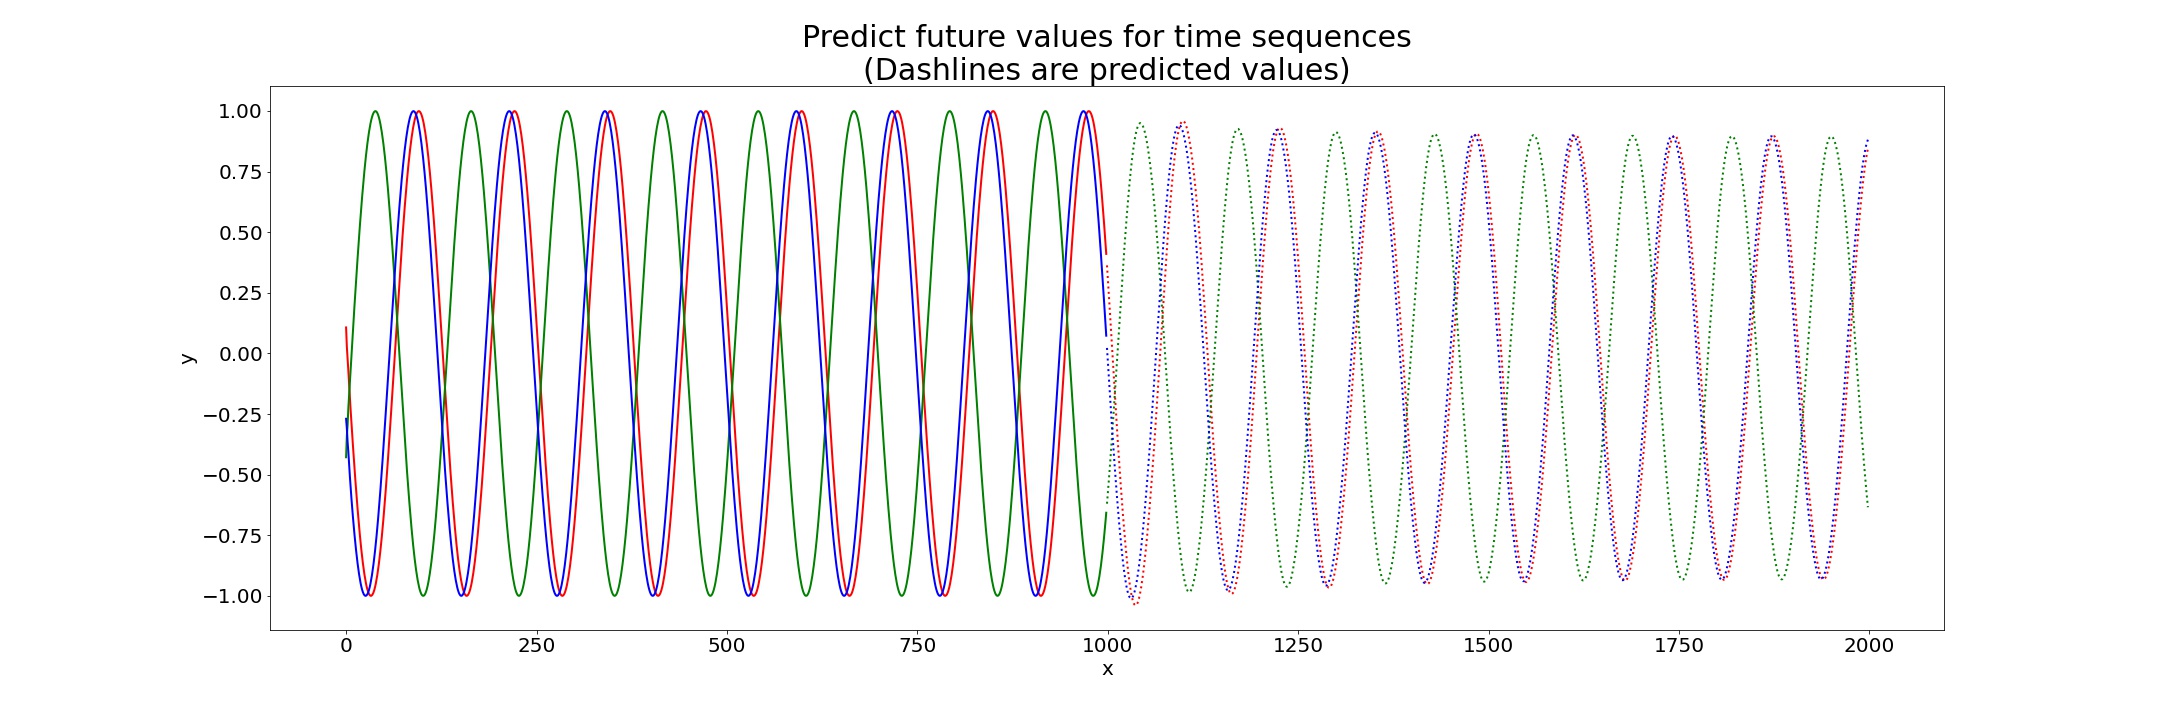 Predict future values for time sequences
(Dashlines are predicted values)
1.00
0.75
0.50
0.25
0.00
−0.25
−0.50
−0.75
−1.00
y
0 250 500 750 1000 1250 1500 1750 2000
x